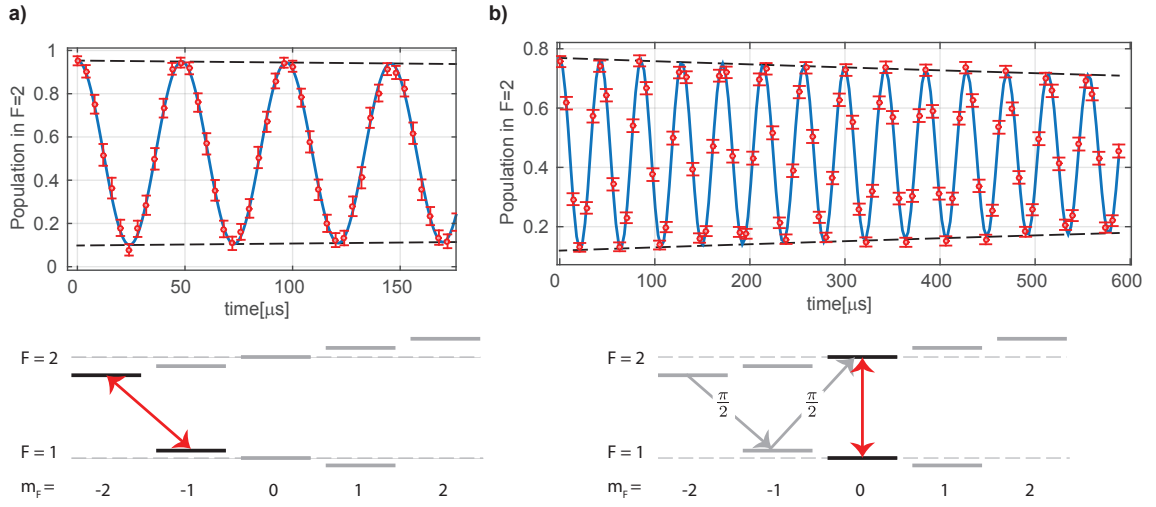 a)
Population in F=2
1
0.8
0.6
0.4
0.2
0
0 50 100 150
time[μs]
F = 2
F = 1
m_F = -2 -1 0 1 2
b)
Population in F=2
0.8
0.6
0.4
0.2
0 100 200 300 400 500 600
time[μs]
F = 2
π/2 π/2
F = 1
m_F = -2 -1 0 1 2